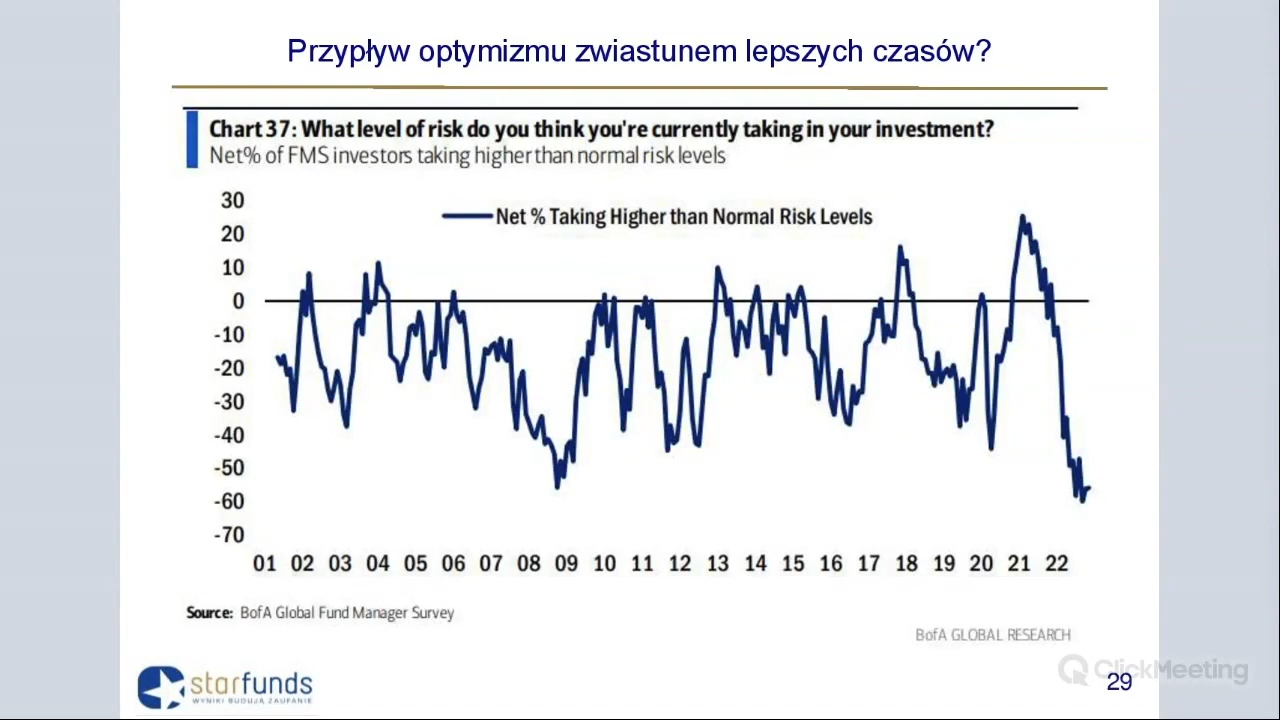 Przypływ optymizmu zwiastunem lepszych czasów?
Chart 37: What level of risk do you think you're currently taking in your investment?
Net% of FMS investors taking higher than normal risk levels
Net % Taking Higher than Normal Risk Levels
30
20
10
0
-10
-20
-30
-40
-50
-60
-70
01 02 03 04 05 06 07 08 09 10 11 12 13 14 15 16 17 18 19 20 21 22
Source: BofA Global Fund Manager Survey
BofA GLOBAL RESEARCH
starfunds
WYNIKI BUDUJĄ ZAUFANIE
ClickMeeting
29